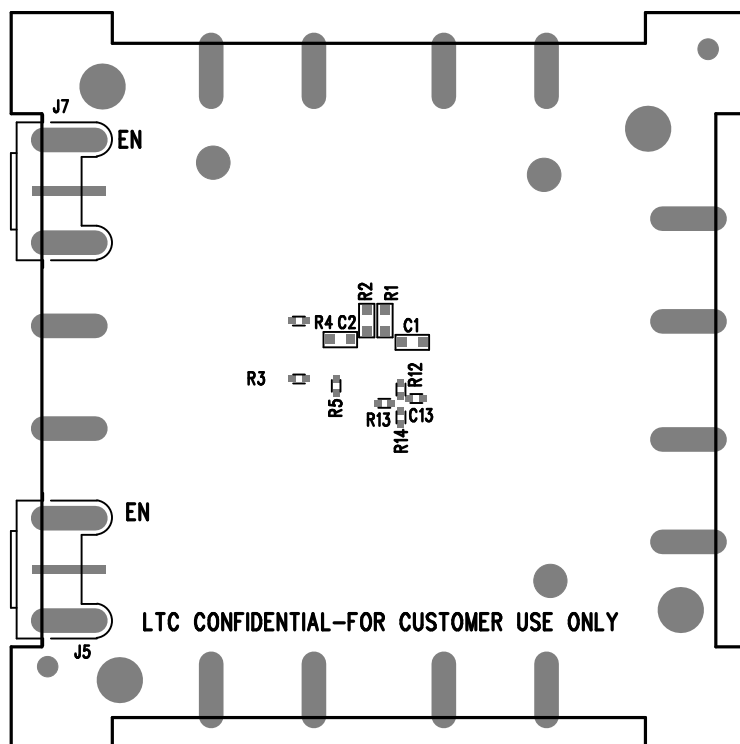 J7
EN
R2
R1
R4 C2
C1
R3
R5
R12
R13
C13
R14
EN
LTC CONFIDENTIAL-FOR CUSTOMER USE ONLY
J5